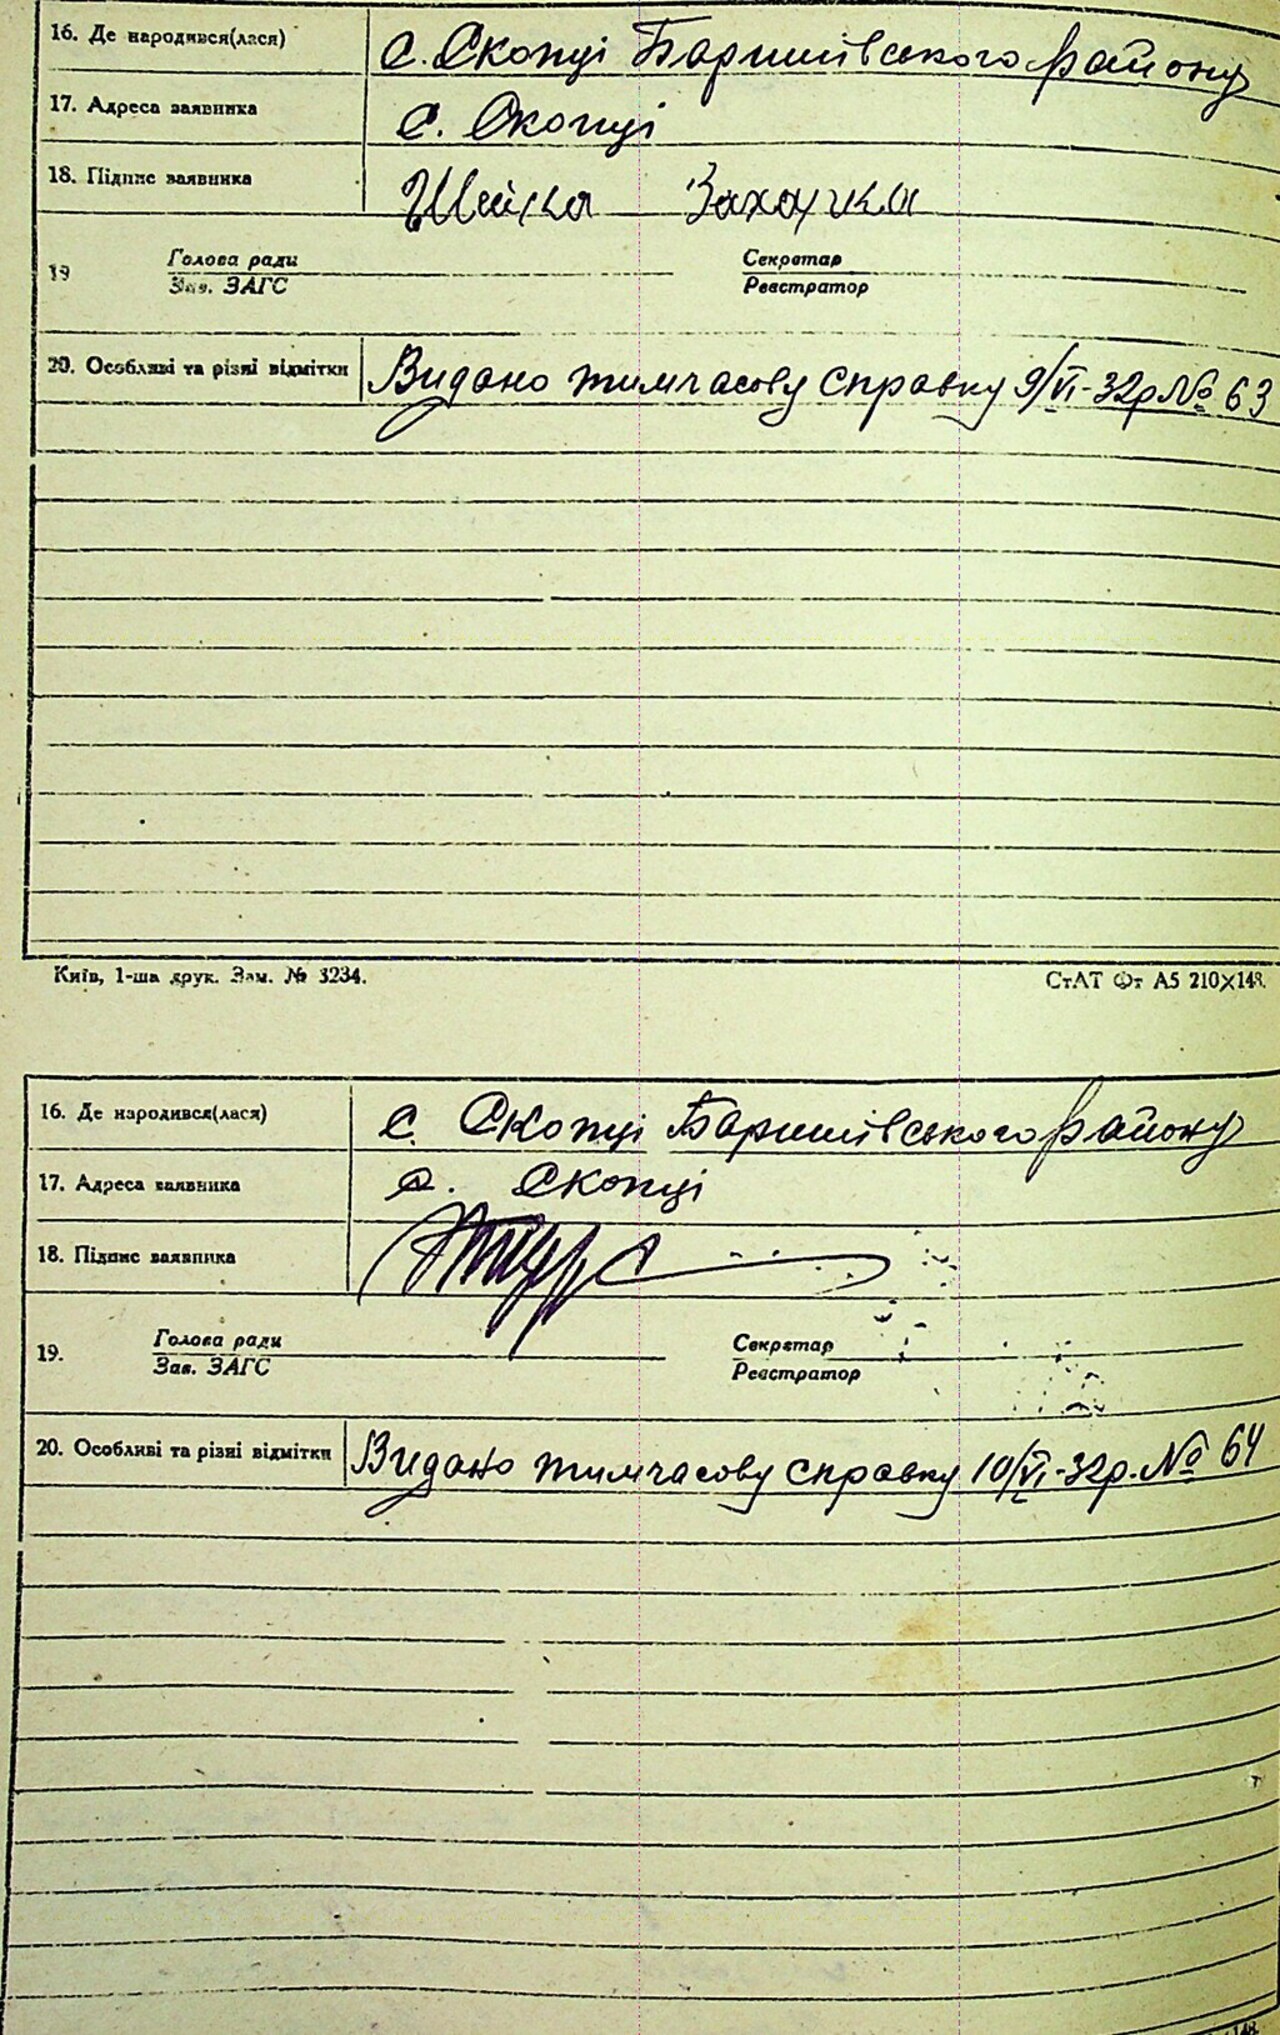 16. Де народився(лася) с. Скопці Баришівського району
17. Адреса заявника с. Скопці
18. Підпис заявника
19 Голова ради Секретар
Зав. ЗАГС Реєстратор
20. Особливі та різні відмітки Видано тимчасову справку 9/VI-32р № 63
Київ, 1-ша друк. Зам. № 3234. СтАТ Фт А5 210×148.
16. Де народився(лася) с. Скопці Баришівського району
17. Адреса заявника с. Скопці
18. Підпис заявника
19. Голова ради Секретар
Зав. ЗАГС Реєстратор
20. Особливі та різні відмітки Видано тимчасову справку 10/VI-32р. № 64